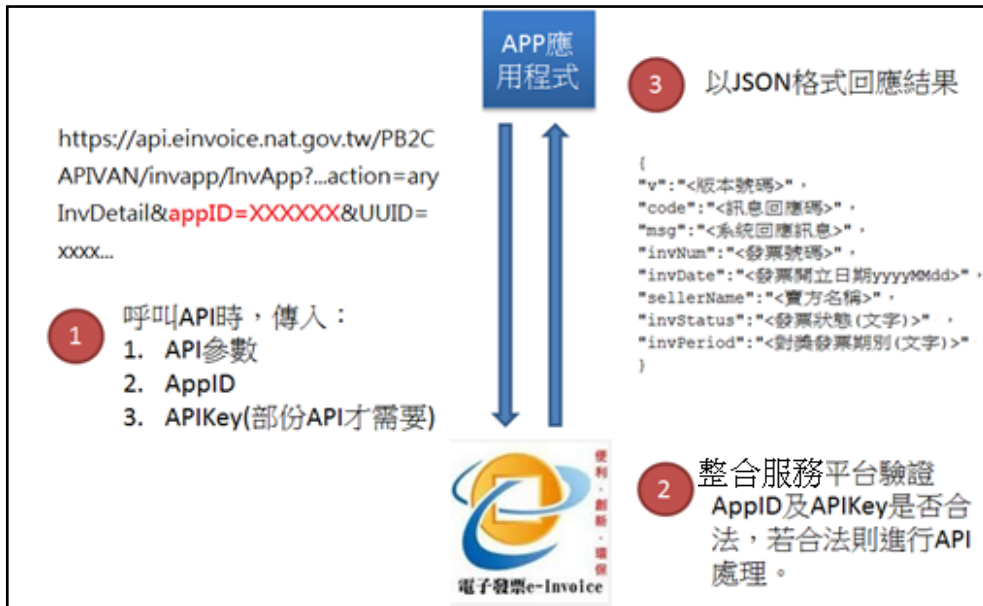 APP應
用程式
3
以JSON格式回應結果
https://api.einvoice.nat.gov.tw/PB2C
APIVAN/invapp/InvApp?...action=ary
InvDetail&appID=XXXXXX&UUID=
xxxx...
{
"v":"<版本號碼>",
"code":"<訊息回應碼>",
"msg":"<系統回應訊息>",
"invNum":"<發票號碼>",
"invDate":"<發票開立日期yyyyMMdd>",
"sellerName":"<賣方名稱>",
"invStatus":"<發票狀態(文字)>" ,
"invPeriod":"<對獎發票期別(文字)>"
}
1
呼叫API時，傳入：
1. API參數
2. AppID
3. APIKey(部份API才需要)
便利·創新·環保
電子發票e-Invoice
2
整合服務平台驗證
AppID及APIKey是否合
法，若合法則進行API
處理。